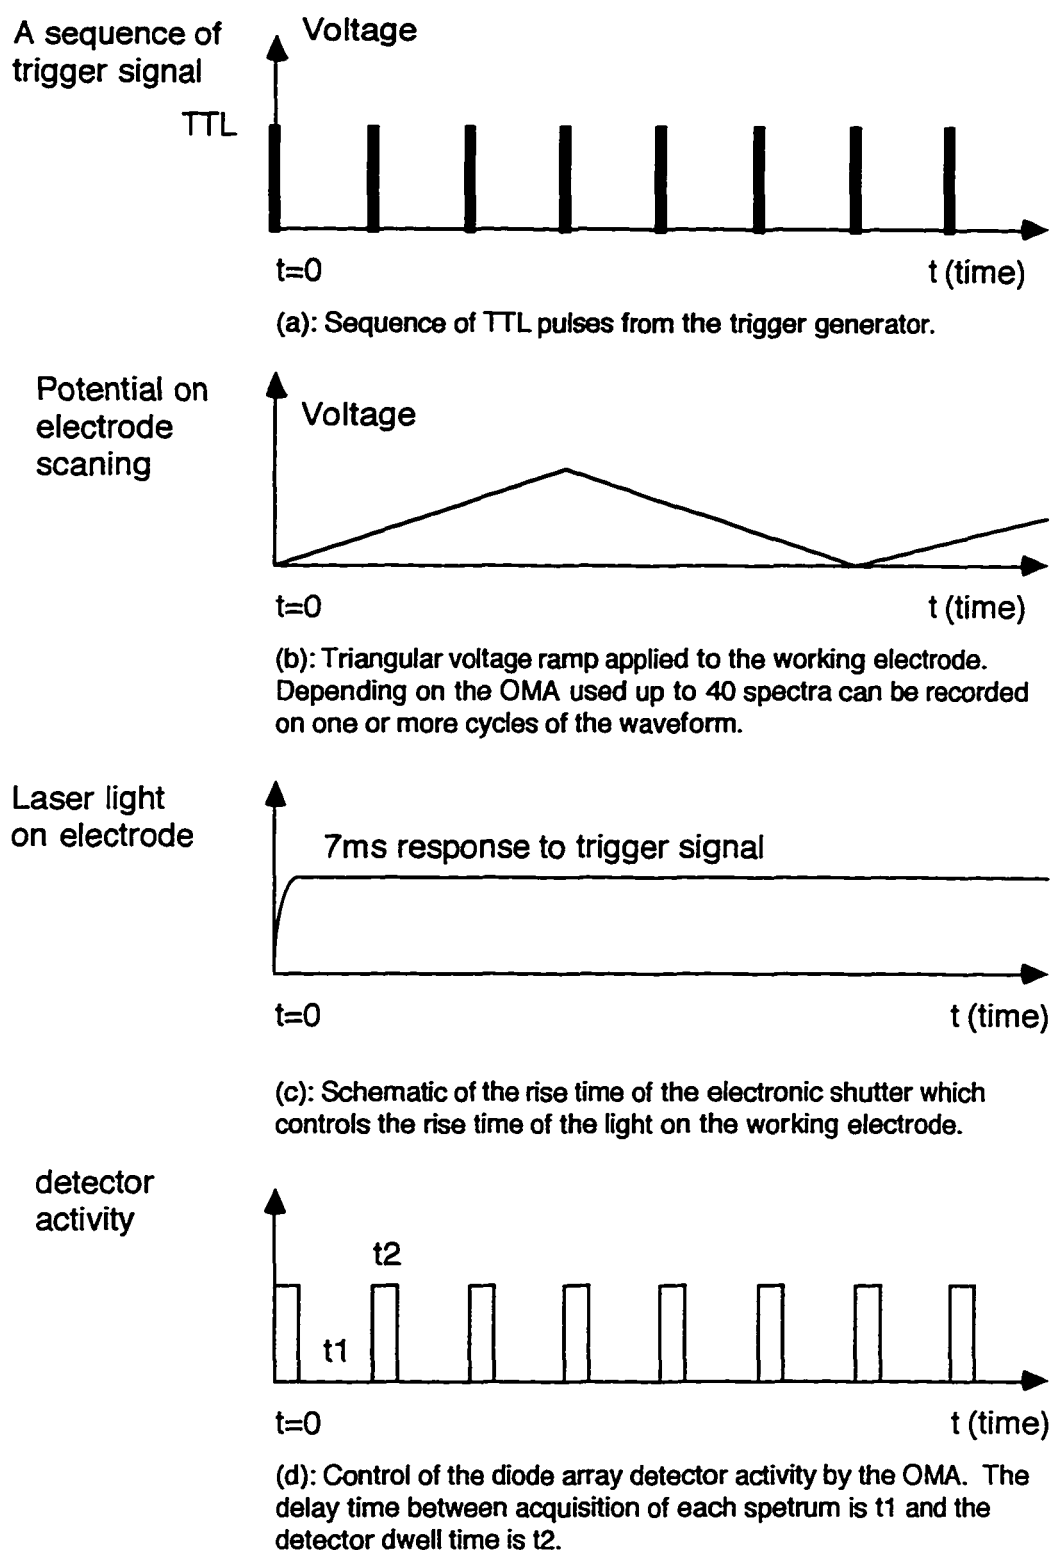 A sequence of
trigger signal
Voltage
TTL
t=0
t (time)
(a): Sequence of TTL pulses from the trigger generator.
Potential on
electrode
scaning
Voltage
t=0
t (time)
(b): Triangular voltage ramp applied to the working electrode.
Depending on the OMA used up to 40 spectra can be recorded
on one or more cycles of the waveform.
Laser light
on electrode
7ms response to trigger signal
t=0
t (time)
(c): Schematic of the rise time of the electronic shutter which
controls the rise time of the light on the working electrode.
detector
activity
t2
t1
t=0
t (time)
(d): Control of the diode array detector activity by the OMA. The
delay time between acquisition of each spetrum is t1 and the
detector dwell time is t2.